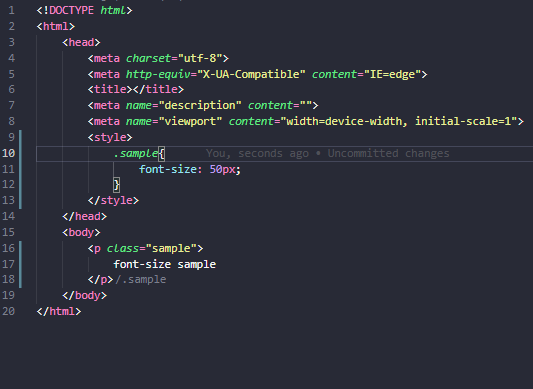 1 <!DOCTYPE html>
2 <html>
3 <head>
4 <meta charset="utf-8">
5 <meta http-equiv="X-UA-Compatible" content="IE=edge">
6 <title></title>
7 <meta name="description" content="">
8 <meta name="viewport" content="width=device-width, initial-scale=1">
9 <style>
10 .sample{ You, seconds ago • Uncommitted changes
11 font-size: 50px;
12 }
13 </style>
14 </head>
15 <body>
16 <p class="sample">
17 font-size sample
18 </p>/.sample
19 </body>
20 </html>